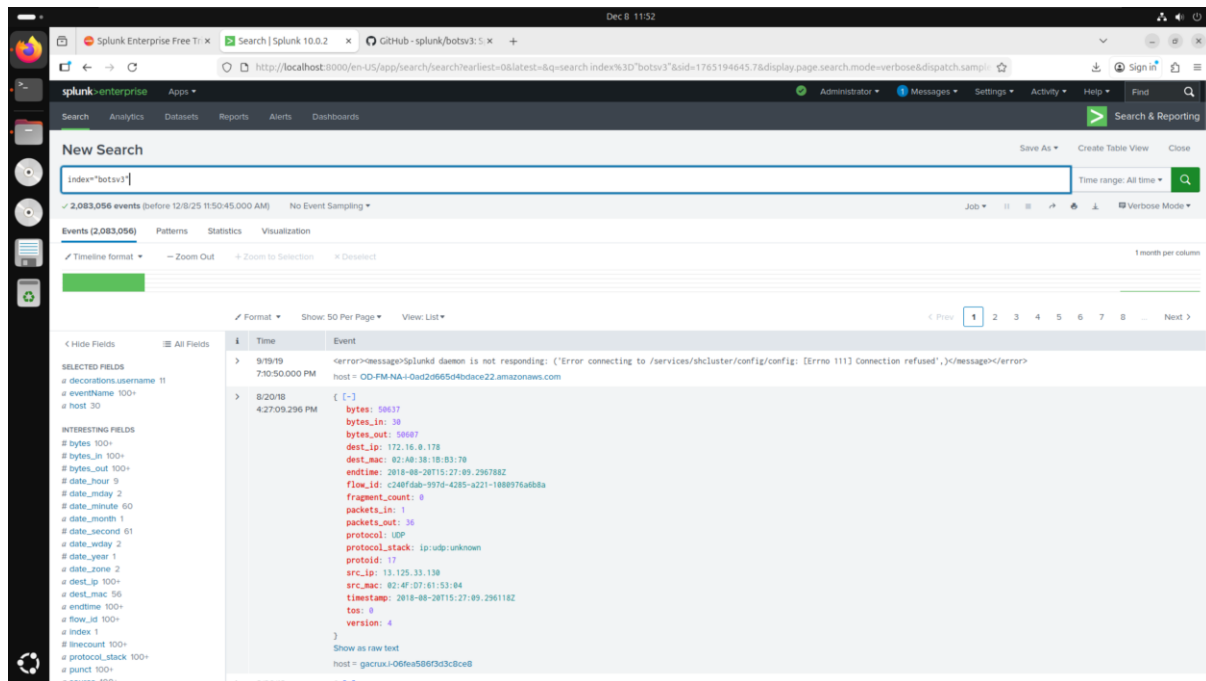 Dec 8 11:52
Splunk Enterprise Free Tr
Search | Splunk 10.0.2
GitHub - splunk/botsv3: S
http://localhost:8000/en-US/app/search/search?earliest=0&latest=&q=search index%3D"botsv3"&sid=1765194645.7&display.page.search.mode=verbose&dispatch.sample
Sign in
splunk>enterprise Apps
Administrator 1 Messages Settings Activity Help Find
Search Analytics Datasets Reports Alerts Dashboards
Search & Reporting
New Search
Save As Create Table View Close
index="botsv3"
Time range: All time
2,083,056 events (before 12/8/25 11:50:45.000 AM) No Event Sampling
Job Verbose Mode
Events (2,083,056) Patterns Statistics Visualization
Timeline format — Zoom Out + Zoom to Selection × Deselect
1 month per column
Format Show: 50 Per Page View: List
< Prev 1 2 3 4 5 6 7 8 ... Next >
< Hide Fields All Fields
i Time Event
SELECTED FIELDS
a decorations.username 11
a eventName 100+
a host 30
INTERESTING FIELDS
# bytes 100+
# bytes_in 100+
# bytes_out 100+
# date_hour 9
# date_mday 2
# date_minute 60
a date_month 1
# date_second 61
a date_wday 2
# date_year 1
a date_zone 2
a dest_ip 100+
a dest_mac 56
a endtime 100+
a flow_id 100+
a index 1
# linecount 100+
a protocol_stack 100+
a punct 100+
> 9/19/19
7:10:50.000 PM
<error><message>Splunkd daemon is not responding: ('Error connecting to /services/shcluster/config/config: [Errno 111] Connection refused',)</message></error>
host = OD-FM-NA-i-0ad2d665d4bdace22.amazonaws.com
> 8/20/18
4:27:09.296 PM
{ [-]
bytes: 50637
bytes_in: 30
bytes_out: 50607
dest_ip: 172.16.0.178
dest_mac: 02:A0:38:1B:B3:70
endtime: 2018-08-20T15:27:09.296788Z
flow_id: c240fdab-997d-4285-a221-1080976a6b8a
fragment_count: 0
packets_in: 1
packets_out: 36
protocol: UDP
protocol_stack: ip:udp:unknown
protoid: 17
src_ip: 13.125.33.130
src_mac: 02:4F:D7:61:53:04
timestamp: 2018-08-20T15:27:09.296118Z
tos: 0
version: 4
}
Show as raw text
host = gacrux.i-06fea586f3d3c8ce8